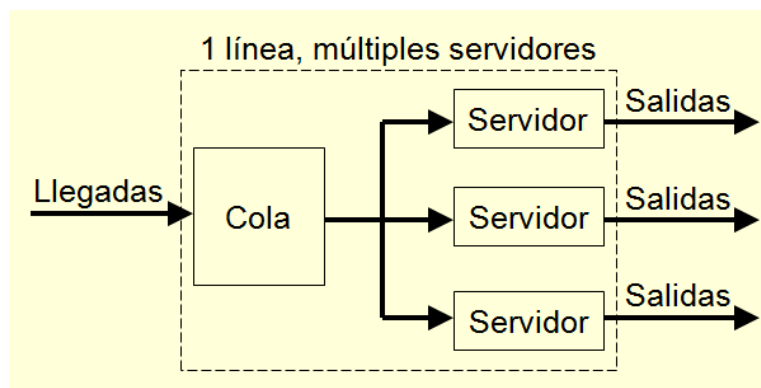 1 línea, múltiples servidores
Llegadas
Cola
Servidor
Salidas
Servidor
Salidas
Servidor
Salidas